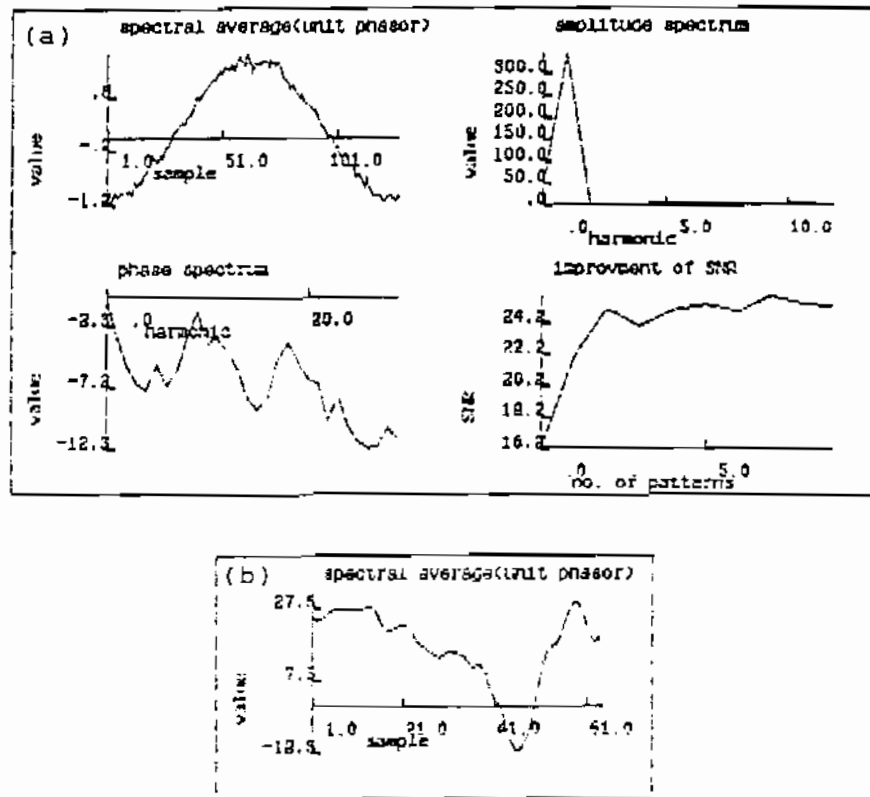 (a)
spectral average(unit phasor)
value
.8
-.2
-1.2
1.0 51.0 101.0
sample
amplitude spectrum
value
300.0
250.0
200.0
150.0
100.0
50.0
.0
.0 5.0 10.0
harmonic
phase spectrum
value
-2.3
-7.2
-12.3
.0 20.0
harmonic
improvment of SNR
SNR
24.2
22.2
20.2
18.2
16.2
.0 5.0
no. of patterns
(b)
spectral average(unit phasor)
value
27.5
7.5
-12.5
1.0 21.0 41.0 61.0
sample